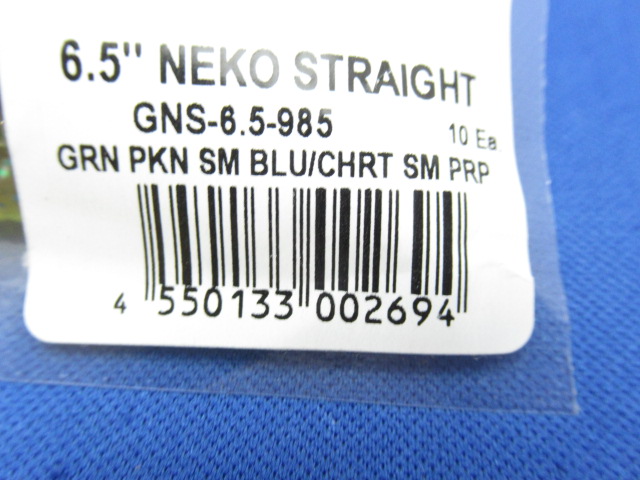 6.5" NEKO STRAIGHT
GNS-6.5-985 10 Ea
GRN PKN SM BLU/CHRT SM PRP
4 550133 002694